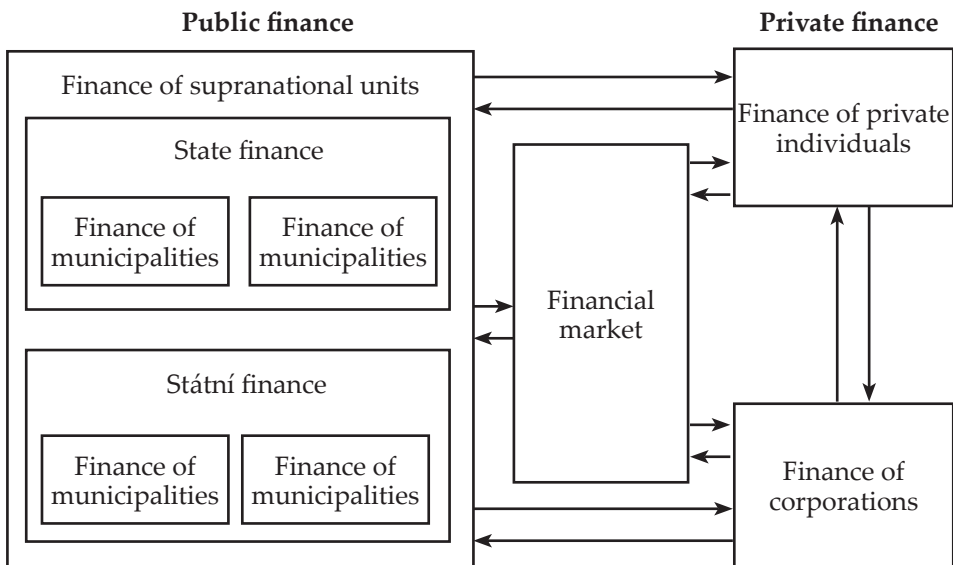 Public finance
Private finance
Finance of supranational units
State finance
Finance of
municipalities
Finance of
municipalities
Státní finance
Finance of
municipalities
Finance of
municipalities
Financial
market
Finance of private
individuals
Finance of
corporations